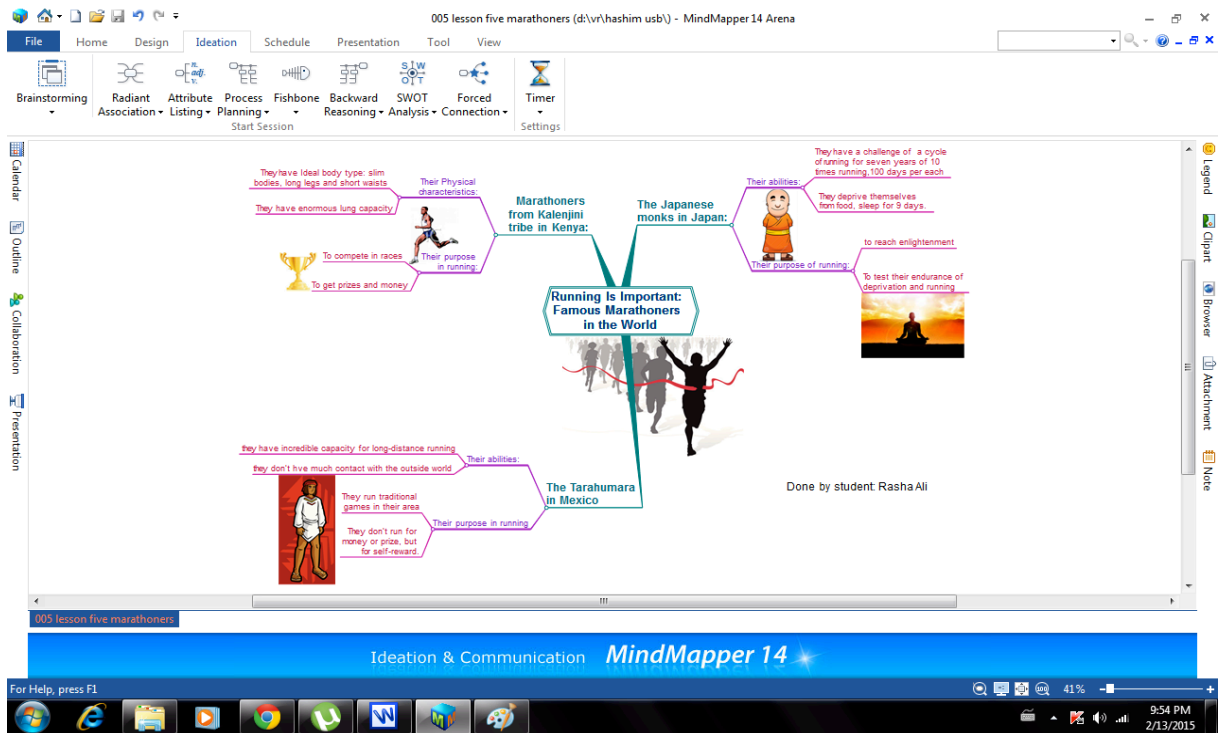 005 lesson five marathoners (d:\vr\hashim usb\) - MindMapper 14 Arena
File Home Design Ideation Schedule Presentation Tool View
Brainstorming
Radiant
Association
Attribute
Listing
Process
Planning
Fishbone
Backward
Reasoning
SWOT
Analysis
Forced
Connection
Timer
Start Session
Settings
Calendar
Outline
Collaboration
Presentation
Legend
Clipart
Browser
Attachment
Note
They have Ideal body type: slim
bodies, long legs and short waists
They have enormous lung capacity
Their Physical
characteristics:
To compete in races
To get prizes and money
Their purpose
in running:
Marathoners
from Kalenjini
tribe in Kenya:
The Japanese
monks in Japan:
Their abilities:
They have a challenge of a cycle
of running for seven years of 10
times running,100 days per each
They deprive themselves
from food, sleep for 9 days.
Their purpose of running:
to reach enlightenment
To test their endurance of
deprivation and running
Running Is Important:
Famous Marathoners
in the World
they have incredible capacity for long-distance running
they don't hve much contact with the outside world
Their abilities:
They run traditional
games in their area
They don't run for
money or prize, but
for self-reward.
Their purpose in running
The Tarahumara
in Mexico
Done by student: Rasha Ali
005 lesson five marathoners
Ideation & Communication MindMapper 14
For Help, press F1
41%
9:54 PM
2/13/2015